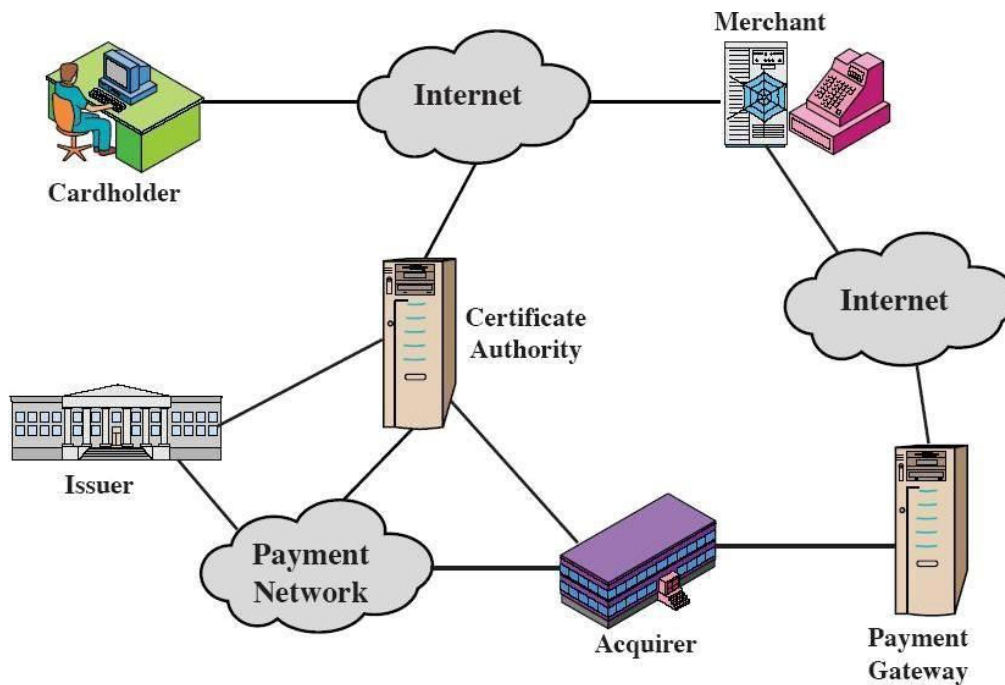 Merchant
Internet
Cardholder
Internet
Certificate
Authority
Issuer
Payment
Network
Acquirer
Payment
Gateway